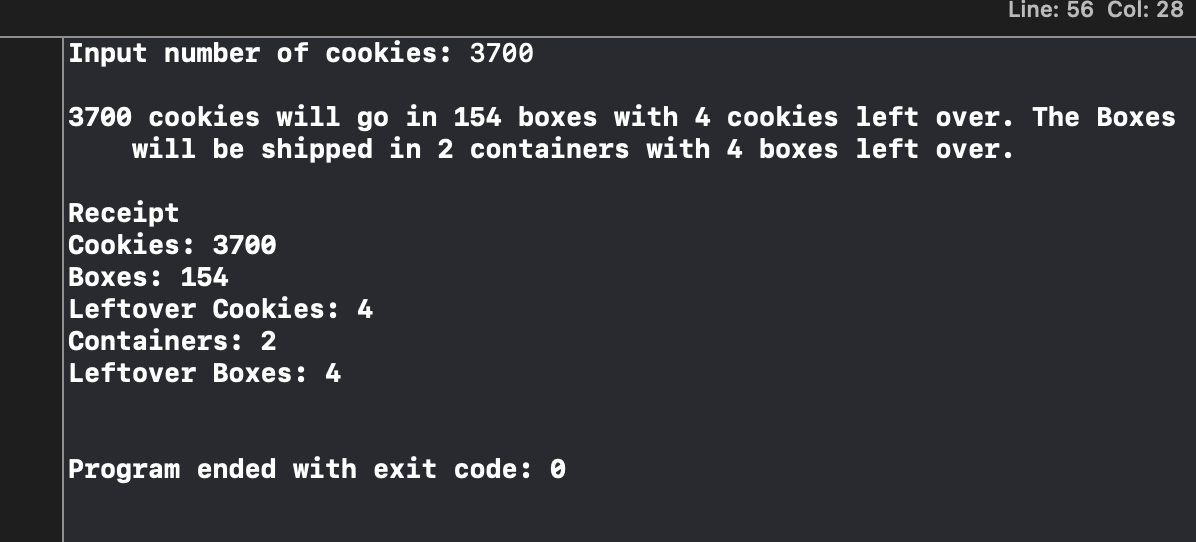 Line: 56 Col: 28
Input number of cookies: 3700
3700 cookies will go in 154 boxes with 4 cookies left over. The Boxes
will be shipped in 2 containers with 4 boxes left over.
Receipt
Cookies: 3700
Boxes: 154
Leftover Cookies: 4
Containers: 2
Leftover Boxes: 4
Program ended with exit code: 0